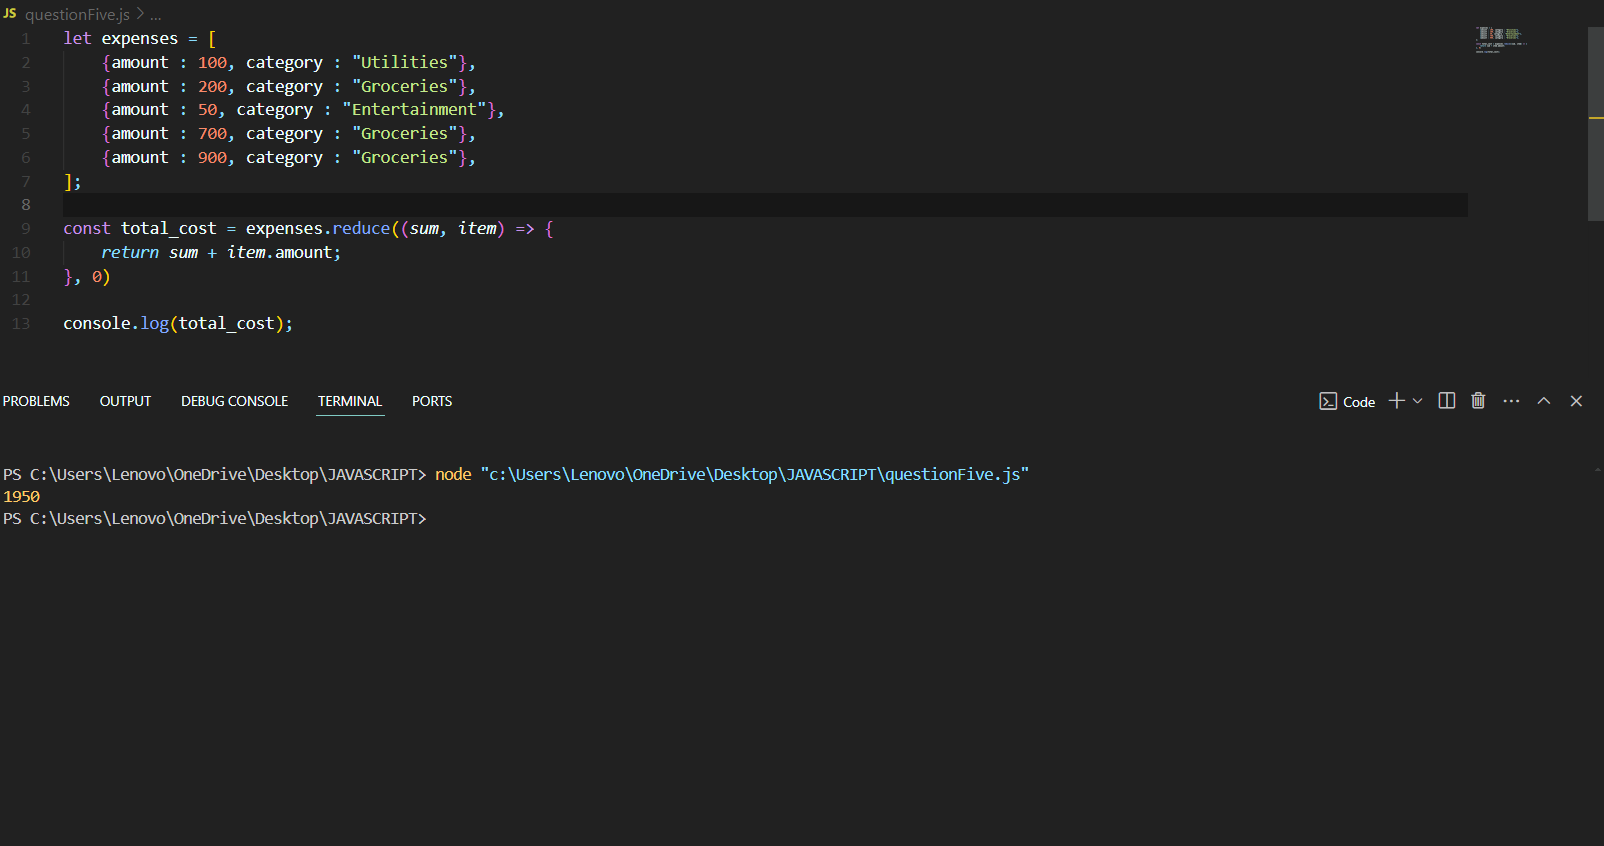 JS questionFive.js > ...
1 let expenses = [
2     {amount : 100, category : "Utilities"},
3     {amount : 200, category : "Groceries"},
4     {amount : 50, category : "Entertainment"},
5     {amount : 700, category : "Groceries"},
6     {amount : 900, category : "Groceries"},
7 ];
8
9 const total_cost = expenses.reduce((sum, item) => {
10     return sum + item.amount;
11 }, 0)
12
13 console.log(total_cost);
PROBLEMS OUTPUT DEBUG CONSOLE TERMINAL PORTS Code
PS C:\Users\Lenovo\OneDrive\Desktop\JAVASCRIPT> node "c:\Users\Lenovo\OneDrive\Desktop\JAVASCRIPT\questionFive.js"
1950
PS C:\Users\Lenovo\OneDrive\Desktop\JAVASCRIPT>